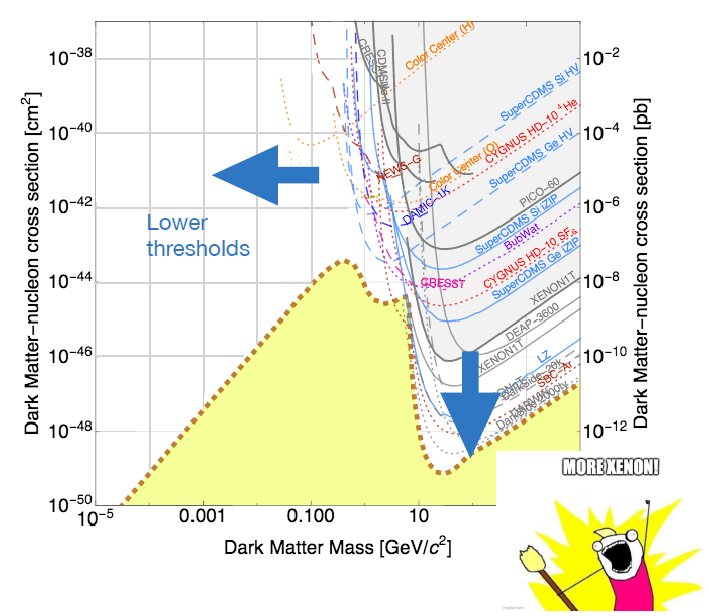 10⁻³⁸
10⁻⁴⁰
10⁻⁴²
10⁻⁴⁴
10⁻⁴⁶
10⁻⁴⁸
10⁻⁵⁰
Dark Matter–nucleon cross section [cm²]
10⁻²
10⁻⁴
10⁻⁶
10⁻⁸
10⁻¹⁰
10⁻¹²
Dark Matter–nucleon cross section [pb]
CRESST
CDMSlite
II
Color Center (H)
SuperCDMS Si HV
CYGNUS HD–10 ⁴He
SuperCDMS Ge HV
NEWS–G
Color Center (O)
DAMIC–1K
PICO–60
SuperCDMS Si iZIP
BubWat
CYGNUS HD–10 SF₆
SuperCDMS Ge iZIP
CRESST
XENON1T
DEAP–3600
XENON1T
LZ
DarkSide–20k
SBC–Ar
DARWIN
Lower
thresholds
10⁻⁵
0.001
0.100
10
Dark Matter Mass [GeV/c²]
MORE XENON!
imgflip.com